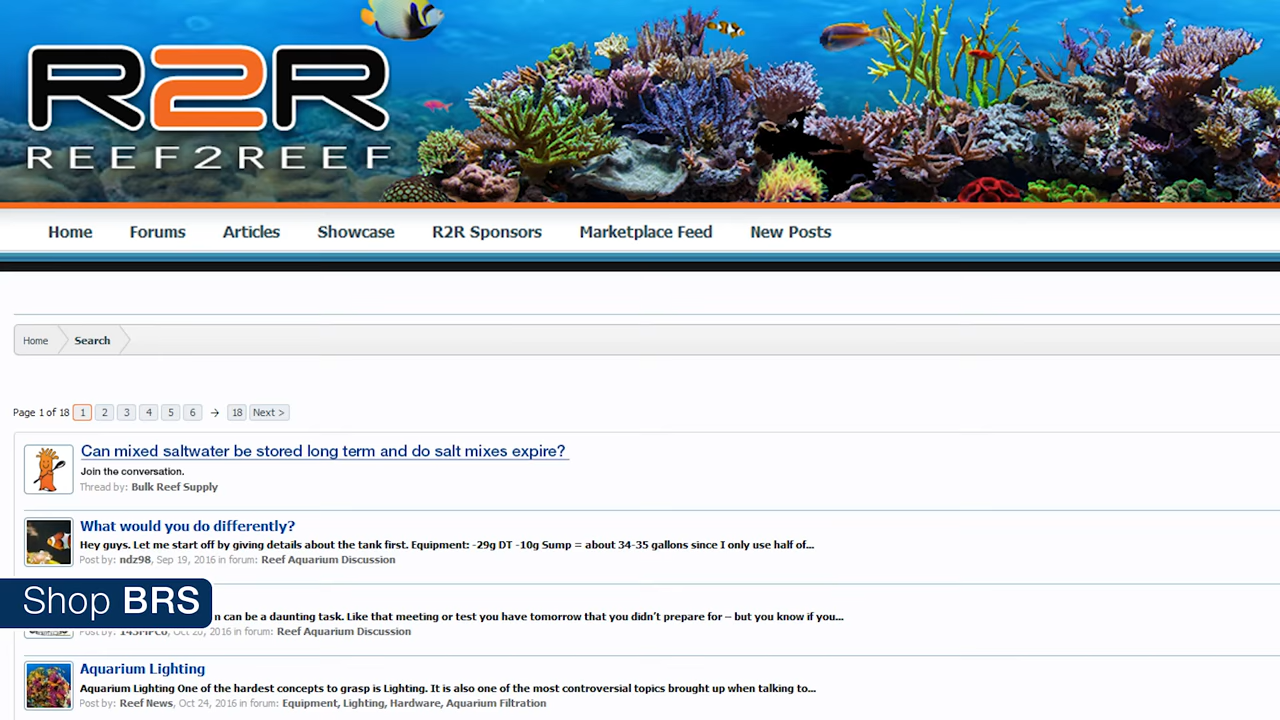 R2R
REEF2REEF
Home Forums Articles Showcase R2R Sponsors Marketplace Feed New Posts
Home Search
Page 1 of 18 1 2 3 4 5 6 → 18 Next >
Can mixed saltwater be stored long term and do salt mixes expire?
Join the conversation.
Thread by: Bulk Reef Supply
What would you do differently?
Hey guys. Let me start off by giving details about the tank first. Equipment: -29g DT -10g Sump = about 34-35 gallons since I only use half of...
Post by: ndz98, Sep 19, 2016 in forum: Reef Aquarium Discussion
Shop BRS
n can be a daunting task. Like that meeting or test you have tomorrow that you didn't prepare for – but you know if you...
Post by: Oct 20, 2016 in forum: Reef Aquarium Discussion
Aquarium Lighting
Aquarium Lighting One of the hardest concepts to grasp is Lighting. It is also one of the most controversial topics brought up when talking to...
Post by: Reef News, Oct 24, 2016 in forum: Equipment, Lighting, Hardware, Aquarium Filtration